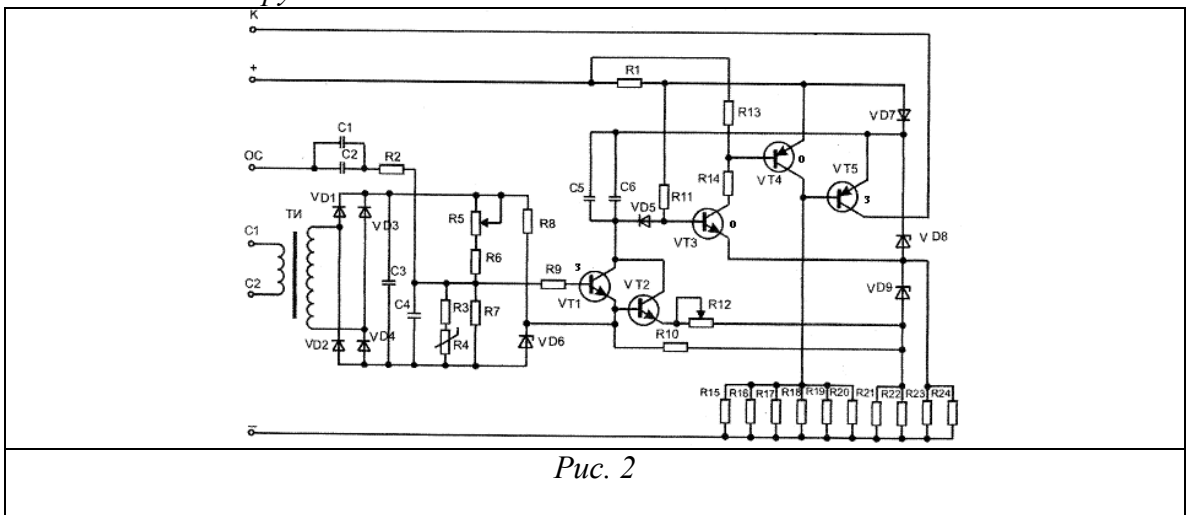 К
+
R1
R13
VD7
C1
C2
R2
ОС
VT4
0
VT5
3
C5
C6
R11
R14
VD5
VT3
0
VD1
VD3
R5
R8
ТИ
C1
C2
R6
VD8
C3
C4
R9
3
VT1
VT2
R12
VD9
R3
R7
R4
VD6
R10
VD2
VD4
R15 R16 R17 R18 R19 R20 R21 R22 R23 R24
–
Рис. 2